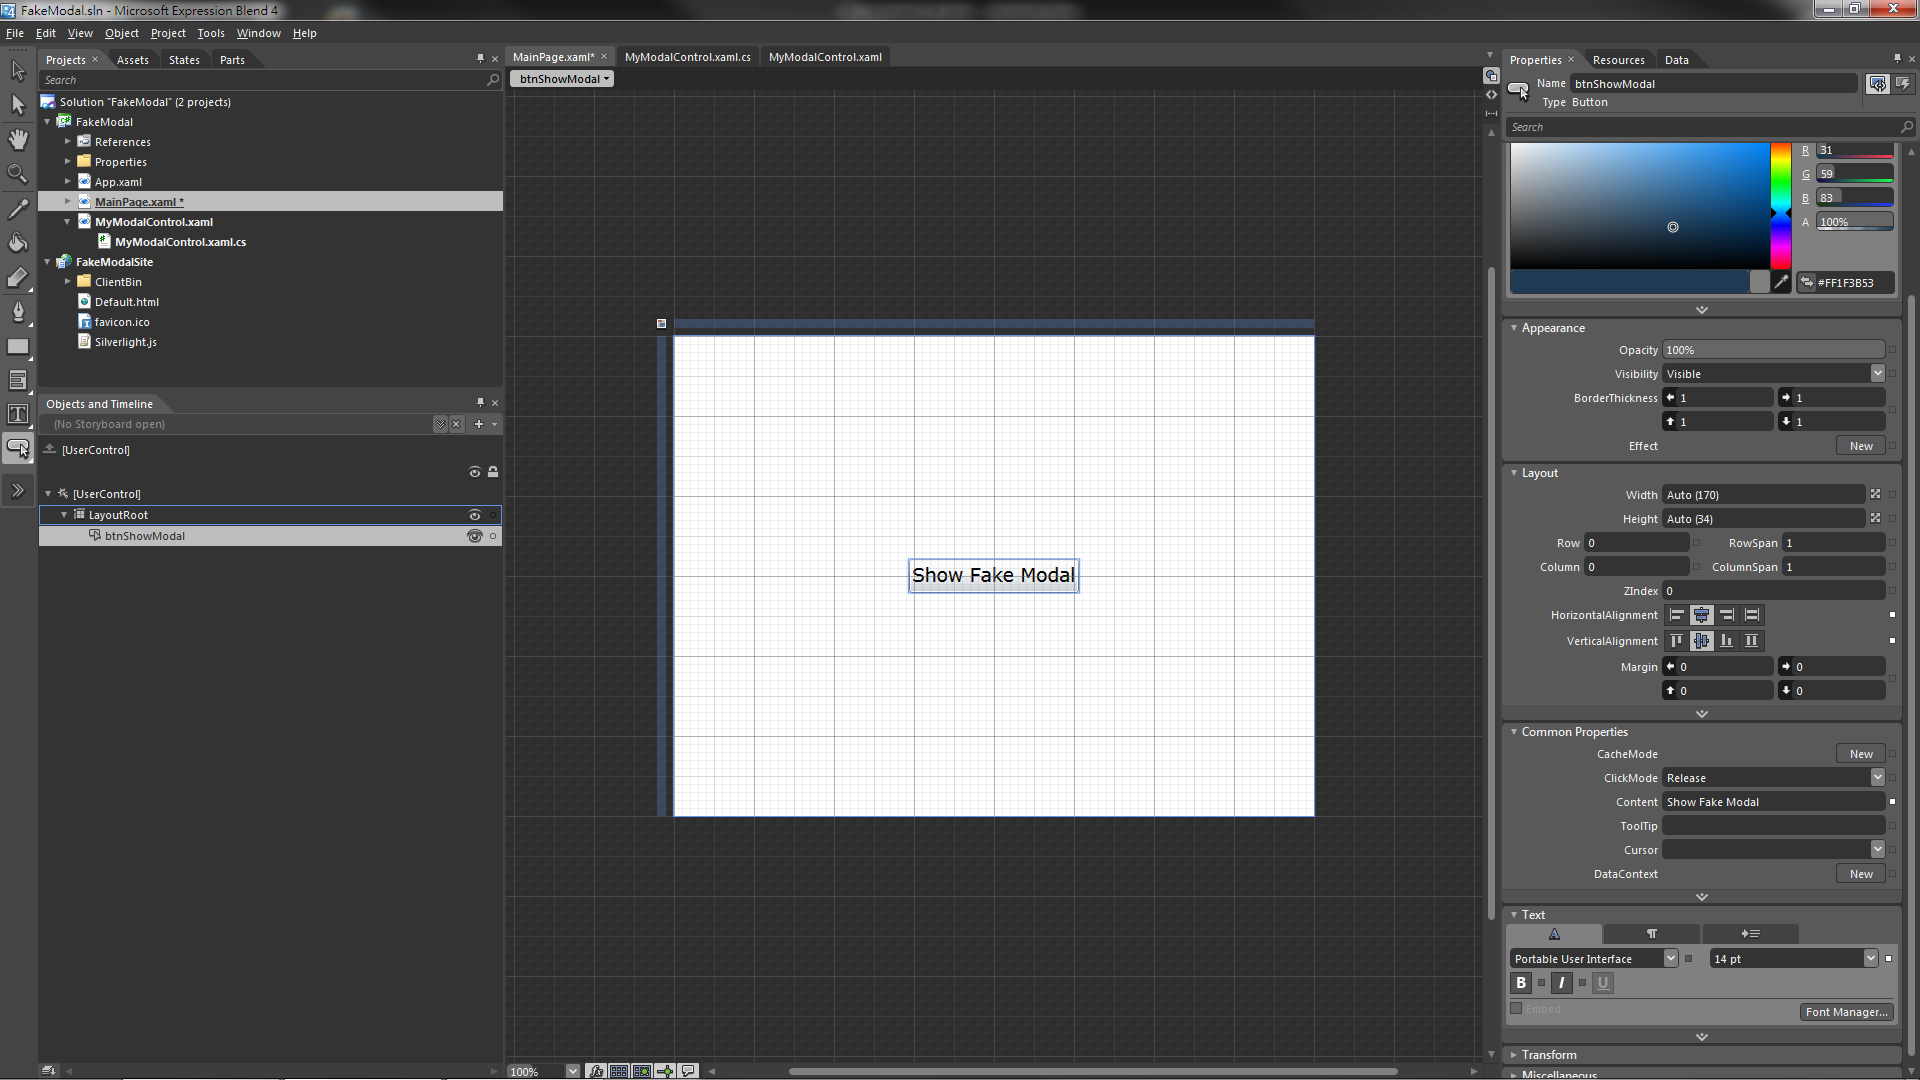 FakeModal.sln - Microsoft Expression Blend 4
File Edit View Object Project Tools Window Help
Projects Assets States Parts
Search
Solution "FakeModal" (2 projects)
FakeModal
References
Properties
App.xaml
MainPage.xaml *
MyModalControl.xaml
MyModalControl.xaml.cs
FakeModalSite
ClientBin
Default.html
favicon.ico
Silverlight.js
Objects and Timeline
(No Storyboard open)
[UserControl]
[UserControl]
LayoutRoot
btnShowModal
MainPage.xaml* MyModalControl.xaml.cs MyModalControl.xaml
btnShowModal
Show Fake Modal
100%
Properties Resources Data
Name btnShowModal
Type Button
Search
R 31
G 59
B 83
A 100%
#FF1F3B53
Appearance
Opacity 100%
Visibility Visible
BorderThickness 1 1
1 1
Effect New
Layout
Width Auto (170)
Height Auto (34)
Row 0 RowSpan 1
Column 0 ColumnSpan 1
ZIndex 0
HorizontalAlignment
VerticalAlignment
Margin 0 0
0 0
Common Properties
CacheMode New
ClickMode Release
Content Show Fake Modal
ToolTip
Cursor
DataContext New
Text
Portable User Interface 14 pt
B I U
Embed
Font Manager...
Transform
Miscellaneous